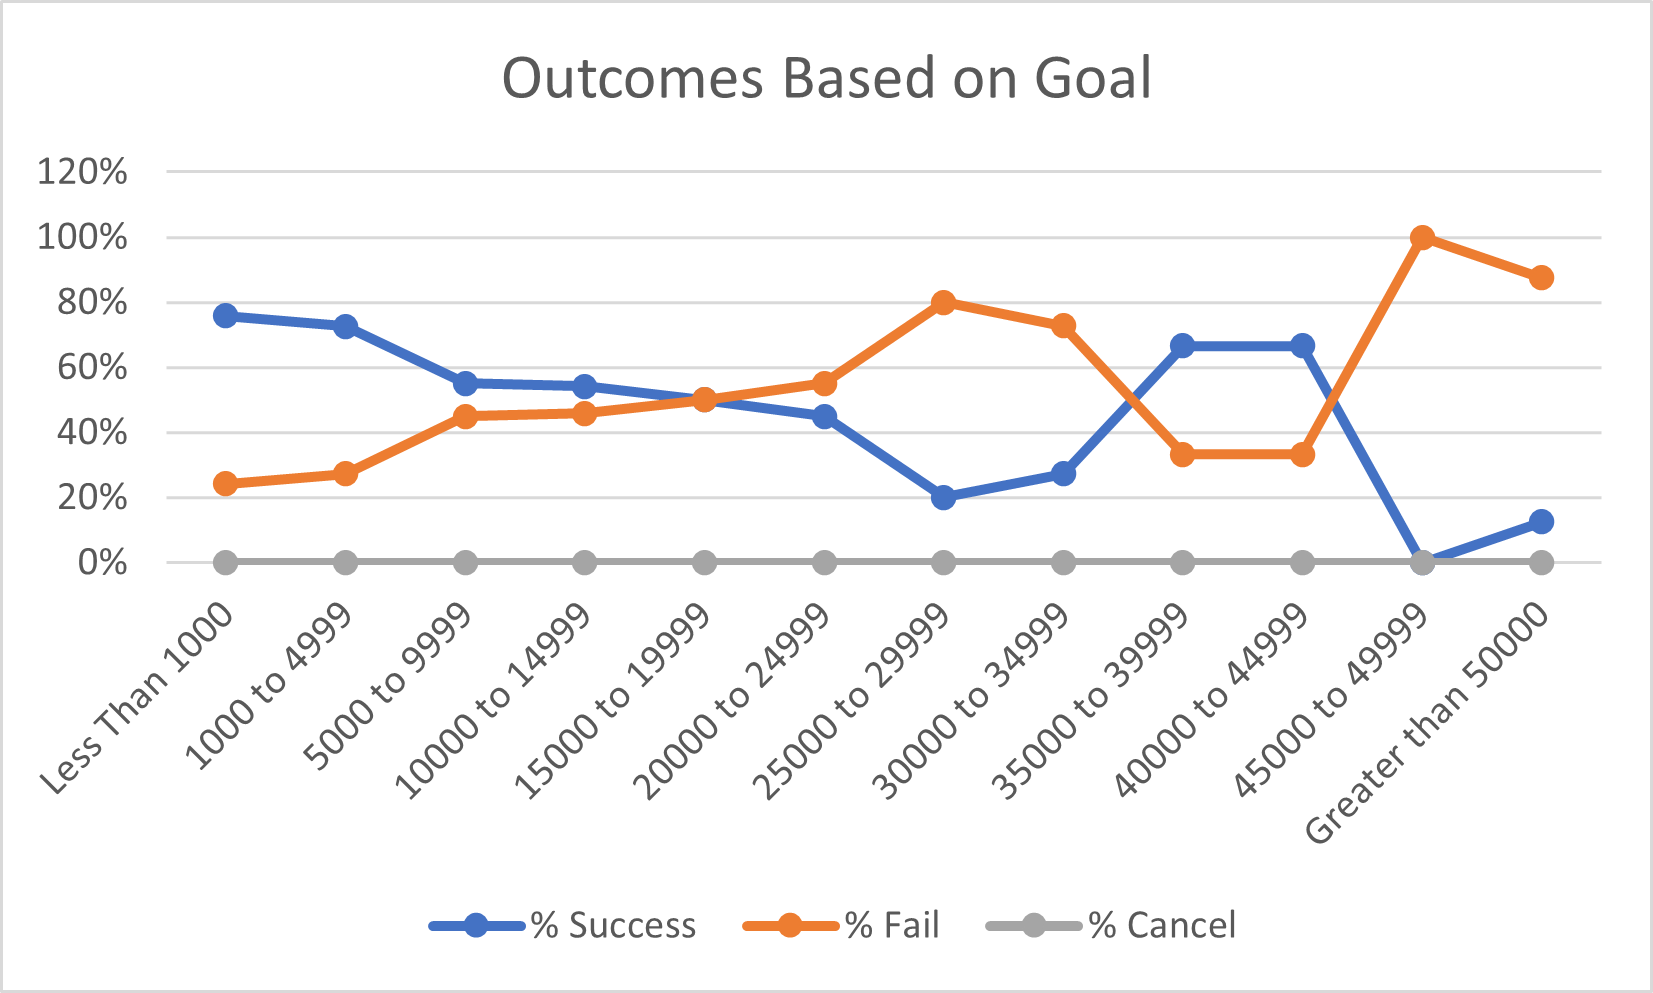 Outcomes Based on Goal
120%
100%
80%
60%
40%
20%
0%
Less Than 1000
1000 to 4999
5000 to 9999
10000 to 14999
15000 to 19999
20000 to 24999
25000 to 29999
30000 to 34999
35000 to 39999
40000 to 44999
45000 to 49999
Greater than 50000
% Success
% Fail
% Cancel